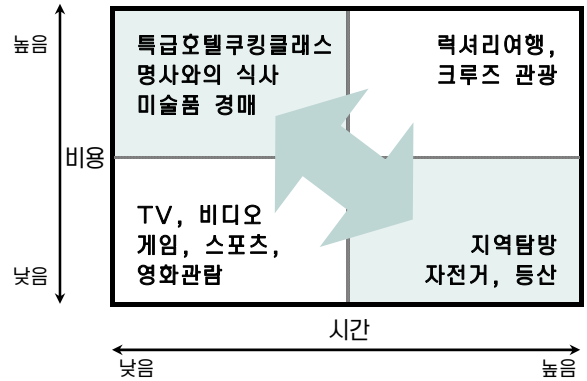 높음
특급호텔쿠킹클래스
명사와의 식사
미술품 경매
럭셔리여행,
크루즈 관광
비용
TV, 비디오
게임, 스포츠,
영화관람
지역탐방
자전거, 등산
낮음
시간
낮음
높음